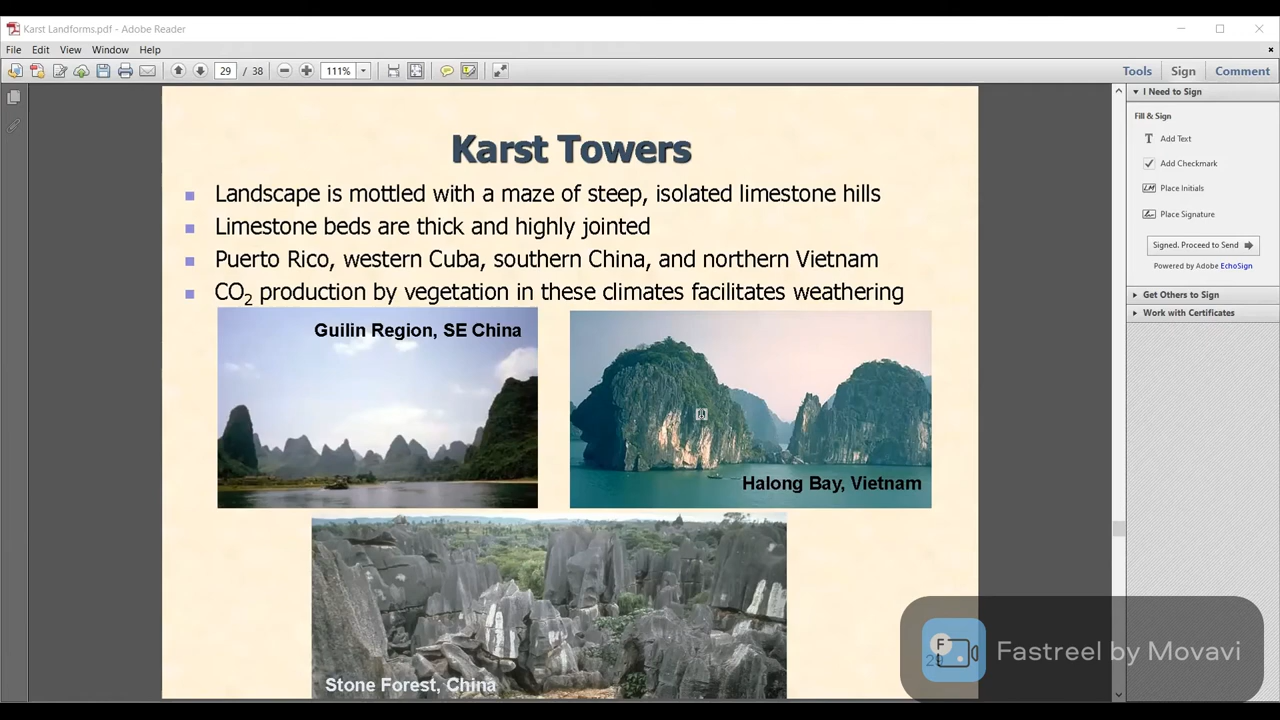 Karst Landforms.pdf - Adobe Reader
File Edit View Window Help
29 / 38 111% Tools Sign Comment
I Need to Sign
Fill & Sign
Add Text
Add Checkmark
Place Initials
Place Signature
Signed. Proceed to Send
Powered by Adobe EchoSign
Get Others to Sign
Work with Certificates
Karst Towers
Landscape is mottled with a maze of steep, isolated limestone hills
Limestone beds are thick and highly jointed
Puerto Rico, western Cuba, southern China, and northern Vietnam
CO2 production by vegetation in these climates facilitates weathering
Guilin Region, SE China
Halong Bay, Vietnam
Stone Forest, China
29
F
Fastreel by Movavi